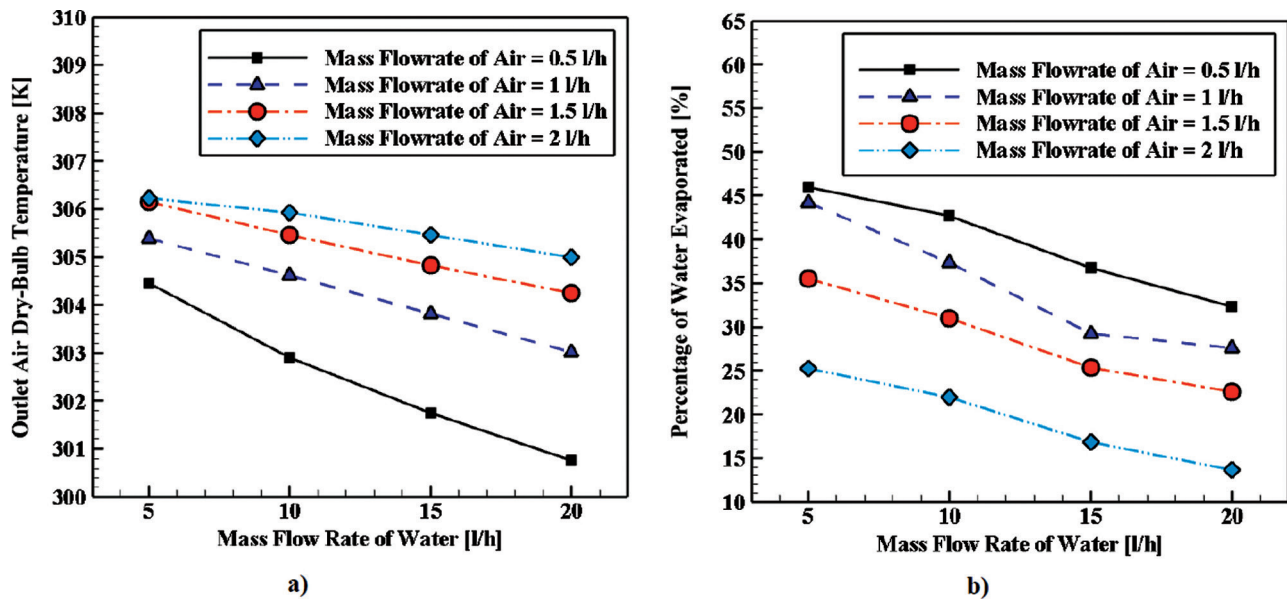 310
309
308
307
306
305
304
303
302
301
300
Outlet Air Dry-Bulb Temperature [K]
Mass Flowrate of Air = 0.5 l/h
Mass Flowrate of Air = 1 l/h
Mass Flowrate of Air = 1.5 l/h
Mass Flowrate of Air = 2 l/h
5 10 15 20
Mass Flow Rate of Water [l/h]
a)
65
60
55
50
45
40
35
30
25
20
15
10
Percentage of Water Evaporated [%]
Mass Flowrate of Air = 0.5 l/h
Mass Flowrate of Air = 1 l/h
Mass Flowrate of Air = 1.5 l/h
Mass Flowrate of Air = 2 l/h
5 10 15 20
Mass Flow Rate of Water [l/h]
b)